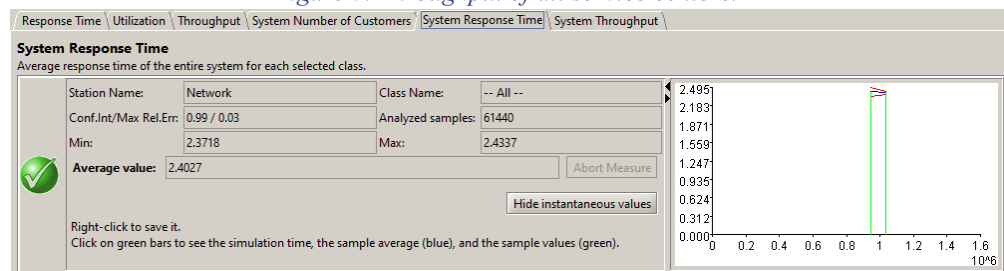 Response Time Utilization Throughput System Number of Customers System Response Time System Throughput
System Response Time
Average response time of the entire system for each selected class.
Station Name: Network Class Name: -- All --
Conf.Int/Max Rel.Err: 0.99 / 0.03 Analyzed samples: 61440
Min: 2.3718 Max: 2.4337
Average value: 2.4027 Abort Measure
Hide instantaneous values
Right-click to save it.
Click on green bars to see the simulation time, the sample average (blue), and the sample values (green).
2.495
2.183
1.871
1.559
1.247
0.935
0.624
0.312
0.000
0 0.2 0.4 0.6 0.8 1 1.2 1.4 1.6
10^6